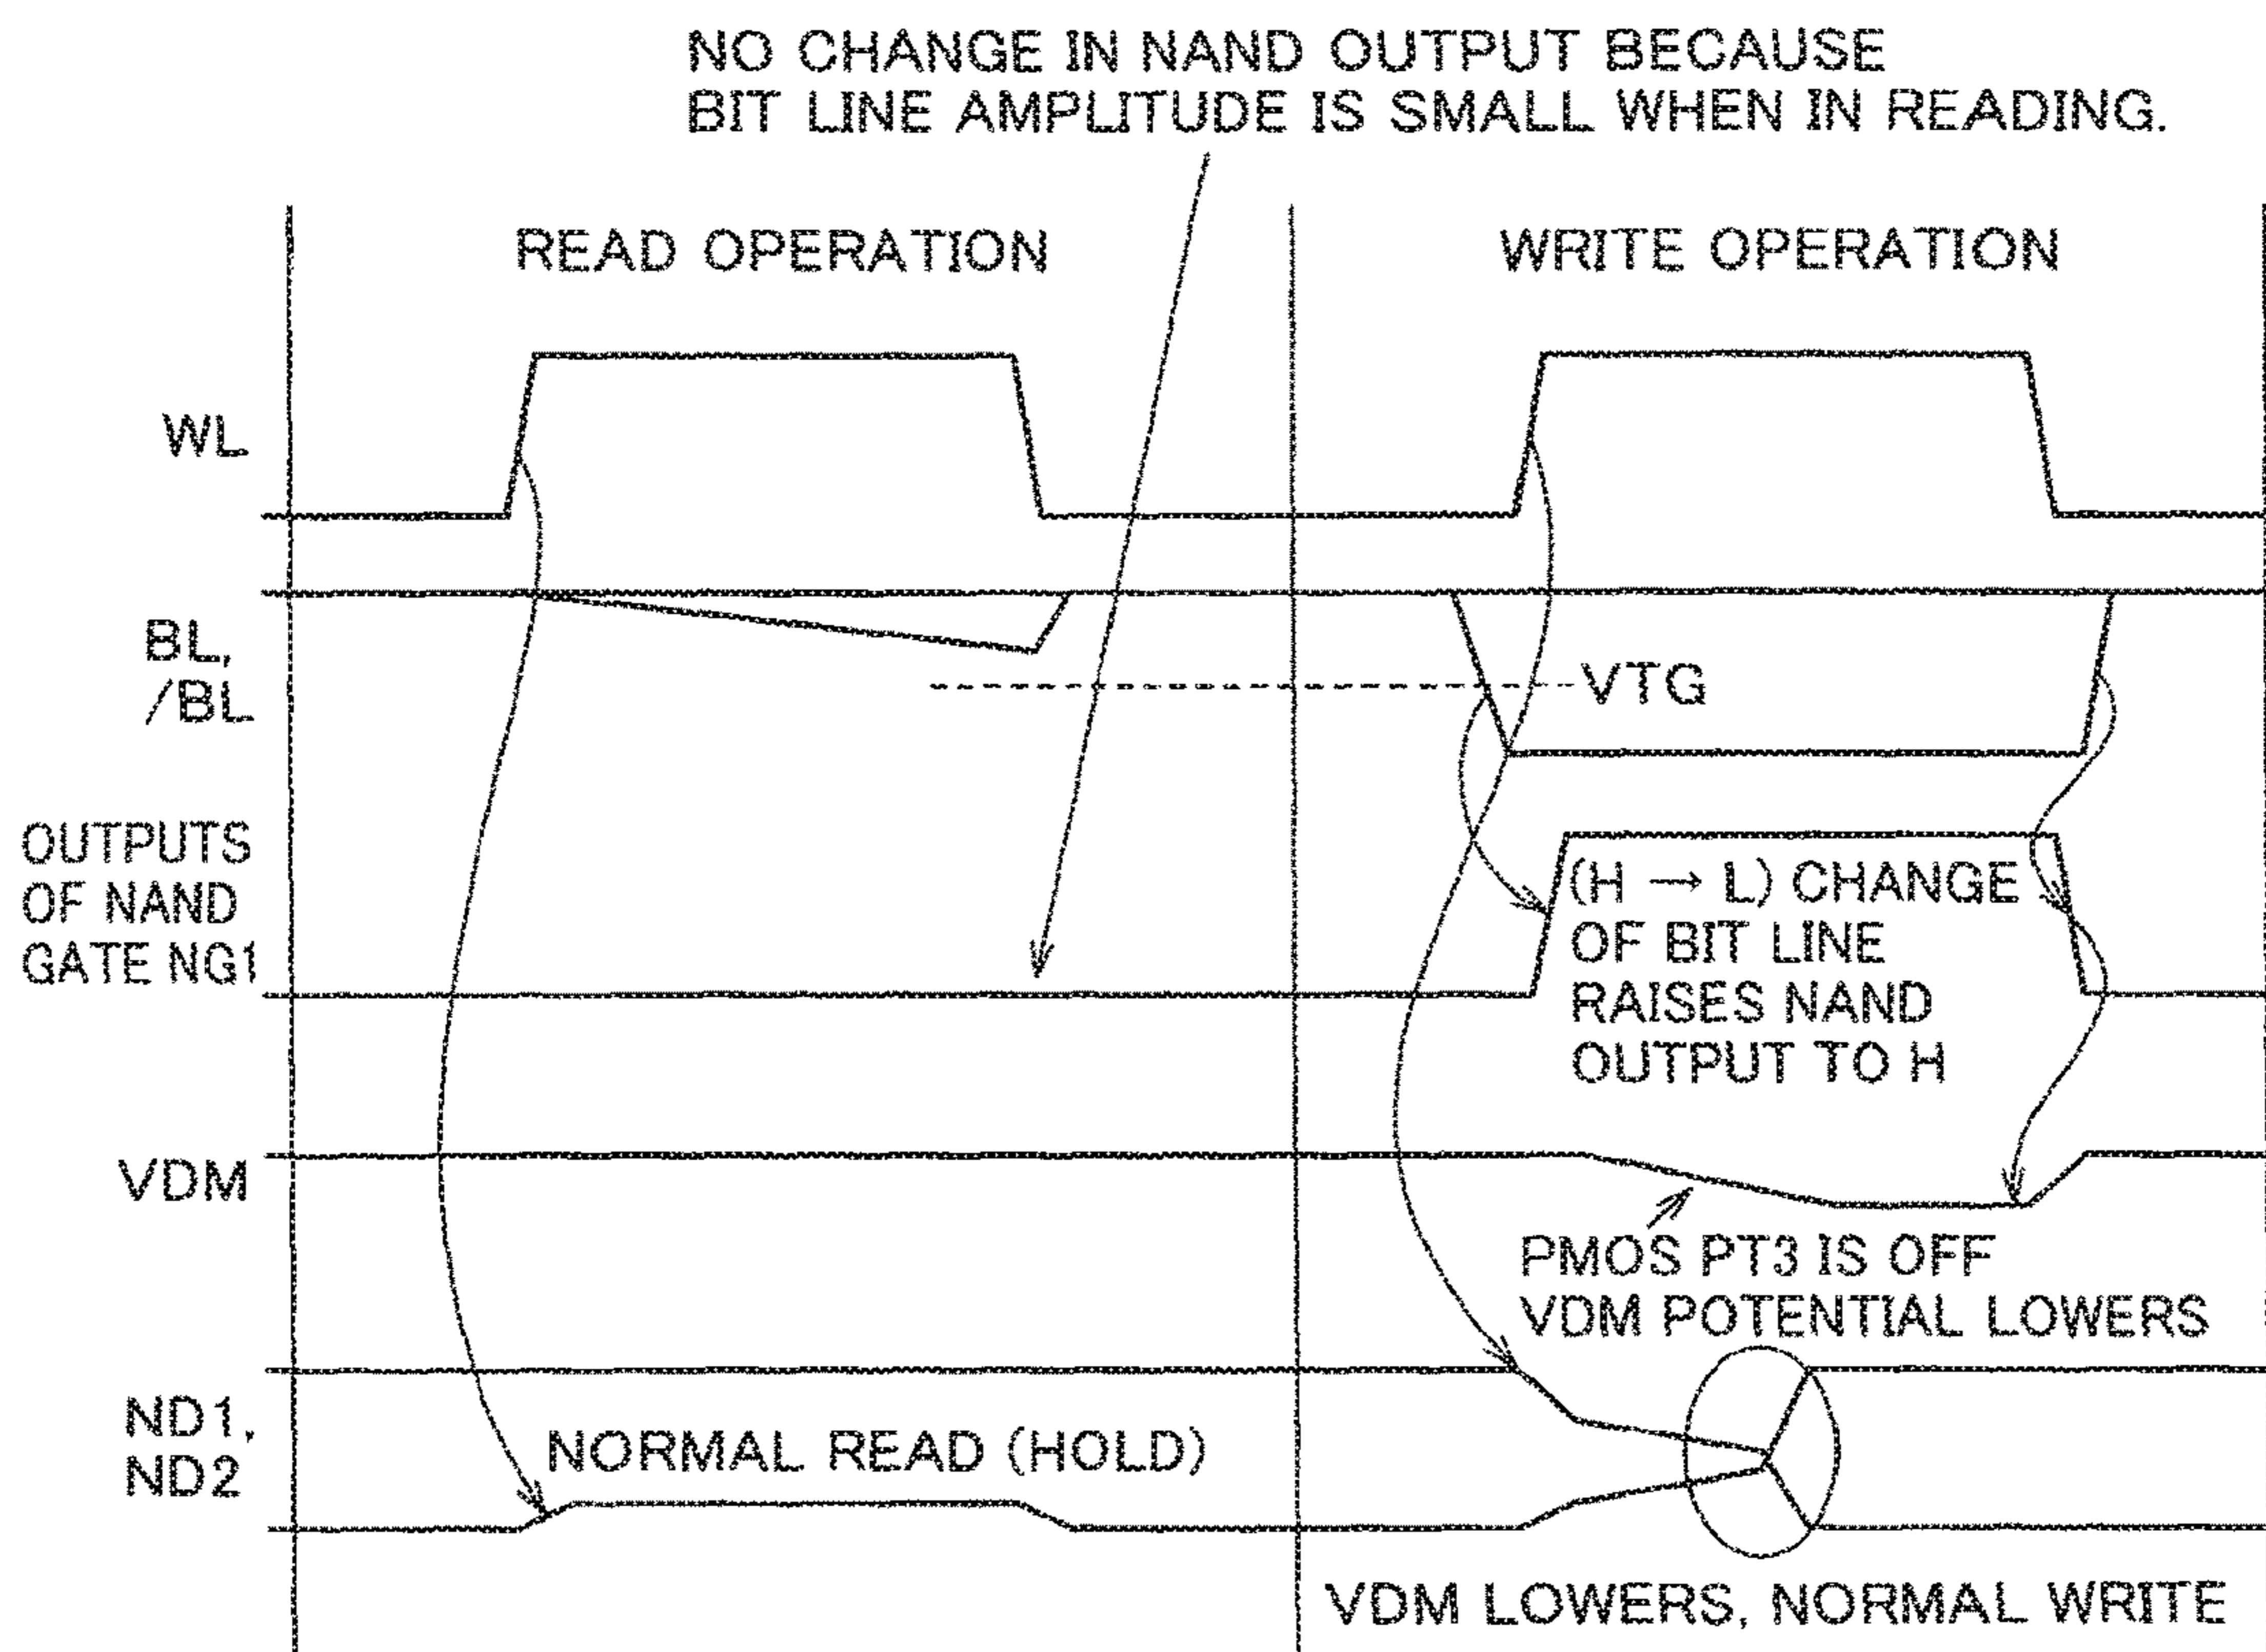 NO CHANGE IN NAND OUTPUT BECAUSE
BIT LINE AMPLITUDE IS SMALL WHEN IN READING.
READ OPERATION
WRITE OPERATION
WL
BL,
/BL
VTG
OUTPUTS
OF NAND
GATE NG1
(H → L) CHANGE
OF BIT LINE
RAISES NAND
OUTPUT TO H
VDM
PMOS PT3 IS OFF
VDM POTENTIAL LOWERS
ND1,
ND2
NORMAL READ (HOLD)
VDM LOWERS, NORMAL WRITE